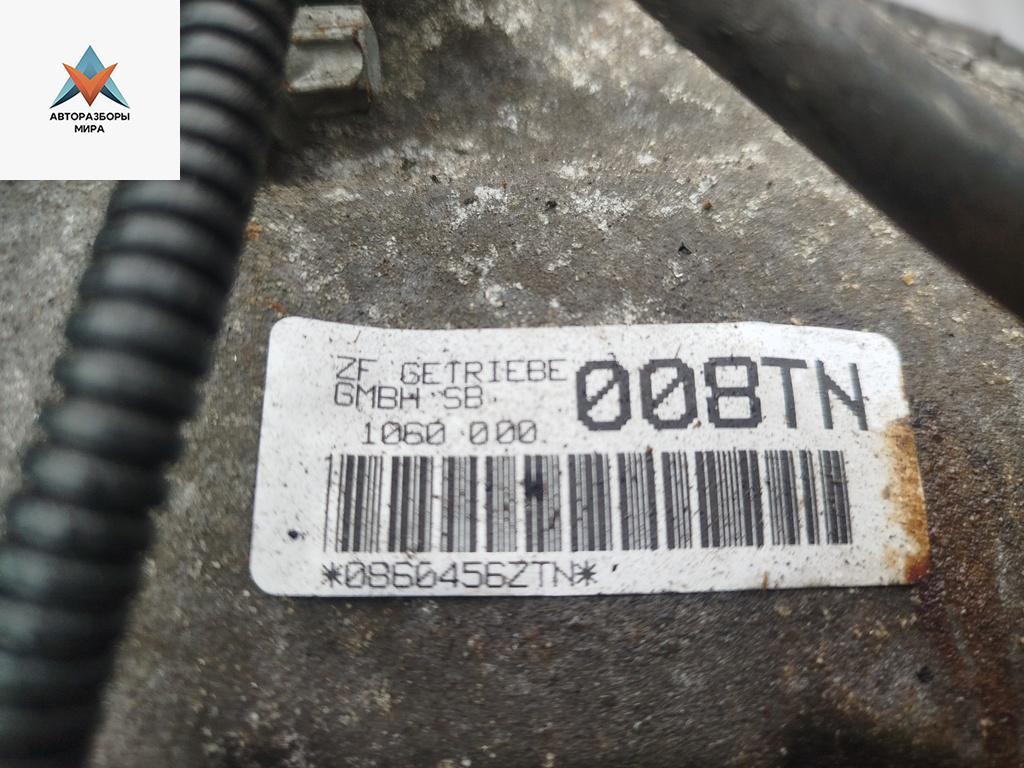 АВТОРАЗБОРЫ
МИРА
ZF GETRIEBE
GMBH SB
008TN
1060 000
*0860456ZTN*